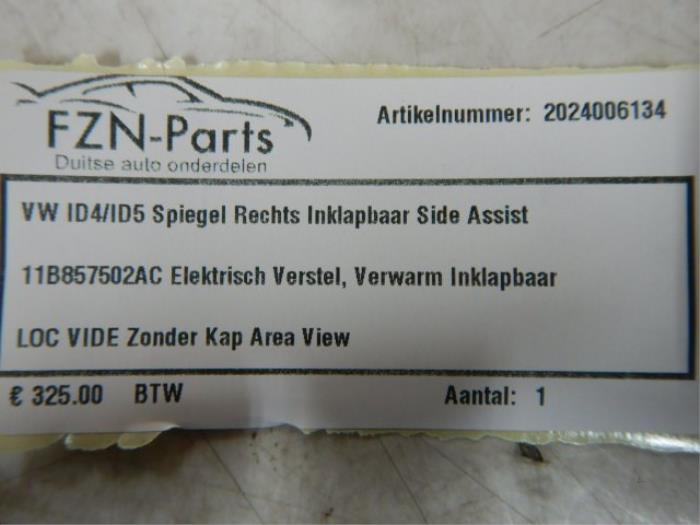 FZN-Parts
Duitse auto onderdelen
Artikelnummer: 2024006134
VW ID4/ID5 Spiegel Rechts Inklapbaar Side Assist
11B857502AC Elektrisch Verstel, Verwarm Inklapbaar
LOC VIDE Zonder Kap Area View
€ 325.00 BTW Aantal: 1